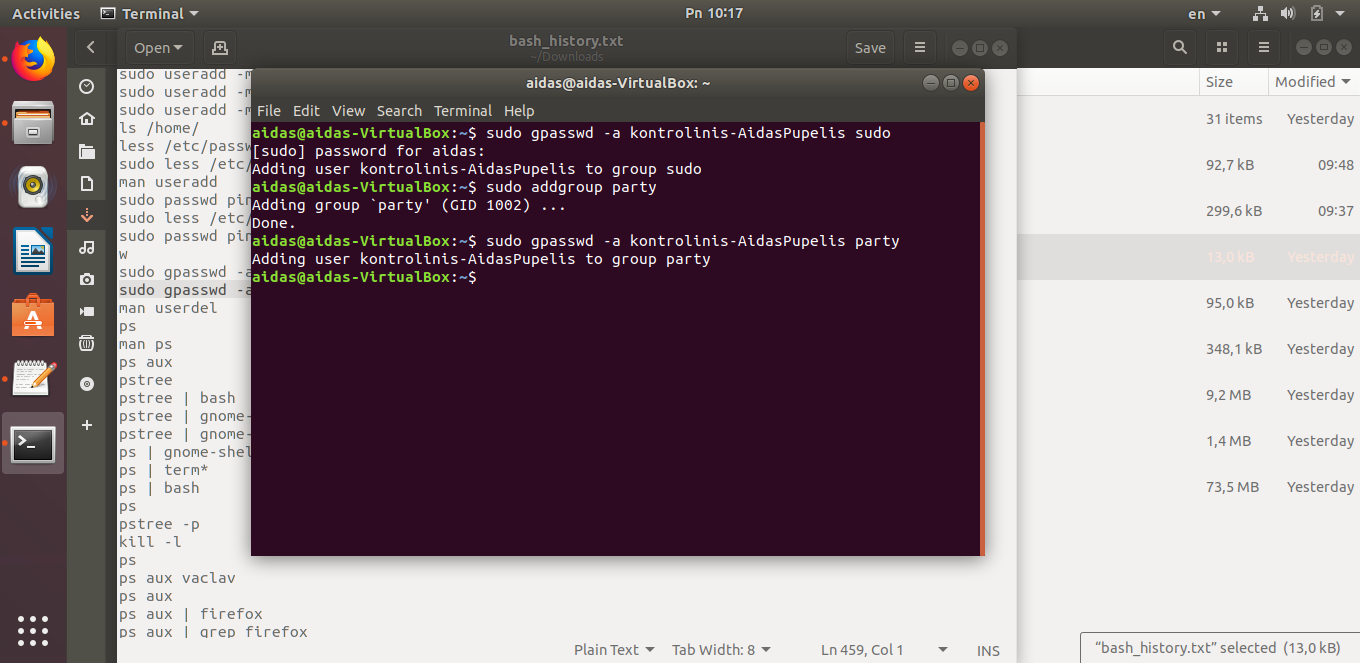 Activities Terminal Pn 10:17 en
Open bash_history.txt Save
~/Downloads
aidas@aidas-VirtualBox: ~
File Edit View Search Terminal Help
aidas@aidas-VirtualBox:~$ sudo gpasswd -a kontrolinis-AidasPupelis sudo
[sudo] password for aidas:
Adding user kontrolinis-AidasPupelis to group sudo
aidas@aidas-VirtualBox:~$ sudo addgroup party
Adding group `party' (GID 1002) ...
Done.
aidas@aidas-VirtualBox:~$ sudo gpasswd -a kontrolinis-AidasPupelis party
Adding user kontrolinis-AidasPupelis to group party
aidas@aidas-VirtualBox:~$
sudo useradd -m
sudo useradd -m
sudo useradd -m
ls /home/
less /etc/passw
sudo less /etc/
man useradd
sudo passwd pin
sudo less /etc/
sudo passwd pin
w
sudo gpasswd -a
sudo gpasswd -a
man userdel
ps
man ps
ps aux
pstree
pstree | bash
pstree | gnome-
pstree | gnome-
ps | gnome-shel
ps | term*
ps | bash
ps
pstree -p
kill -l
ps
ps aux vaclav
ps aux
ps aux | firefox
ps aux | grep firefox
Plain Text Tab Width: 8 Ln 459, Col 1 INS
Size Modified
31 items Yesterday
92,7 kB 09:48
299,6 kB 09:37
13,0 kB Yesterday
95,0 kB Yesterday
348,1 kB Yesterday
9,2 MB Yesterday
1,4 MB Yesterday
73,5 MB Yesterday
“bash_history.txt” selected (13,0 kB)